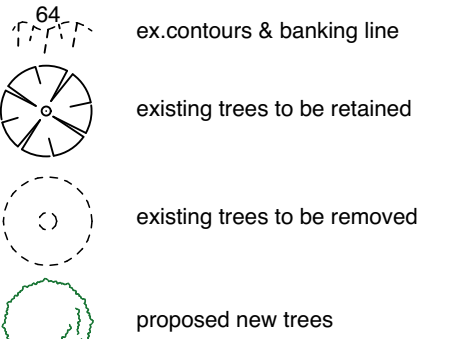 64
ex.contours & banking line
existing trees to be retained
existing trees to be removed
proposed new trees